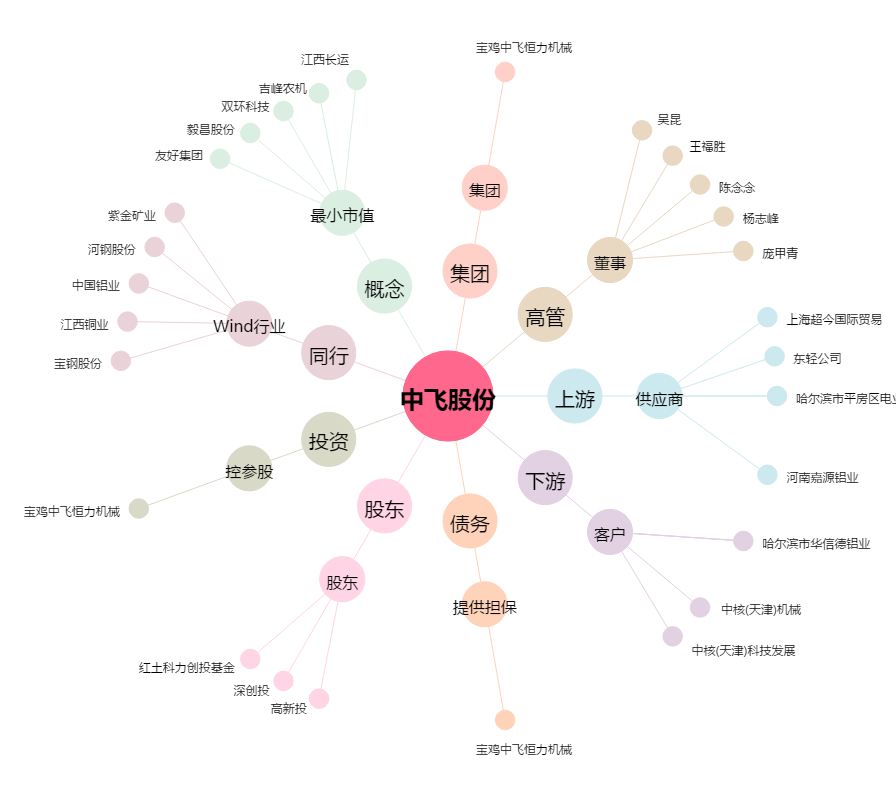 宝鸡中飞恒力机械
江西长运
吉峰农机
双环科技
毅昌股份
友好集团
吴昆
王福胜
陈念念
杨志峰
庞甲青
集团
最小市值
紫金矿业
河钢股份
中国铝业
江西铜业
宝钢股份
董事
集团
概念
高管
Wind行业
同行
上海超今国际贸易
东轻公司
哈尔滨市平房区电业
河南嘉源铝业
中飞股份
上游
供应商
投资
控参股
宝鸡中飞恒力机械
下游
股东
债务
客户
哈尔滨市华信德铝业
中核(天津)机械
中核(天津)科技发展
股东
提供担保
红土科力创投基金
深创投
高新投
宝鸡中飞恒力机械